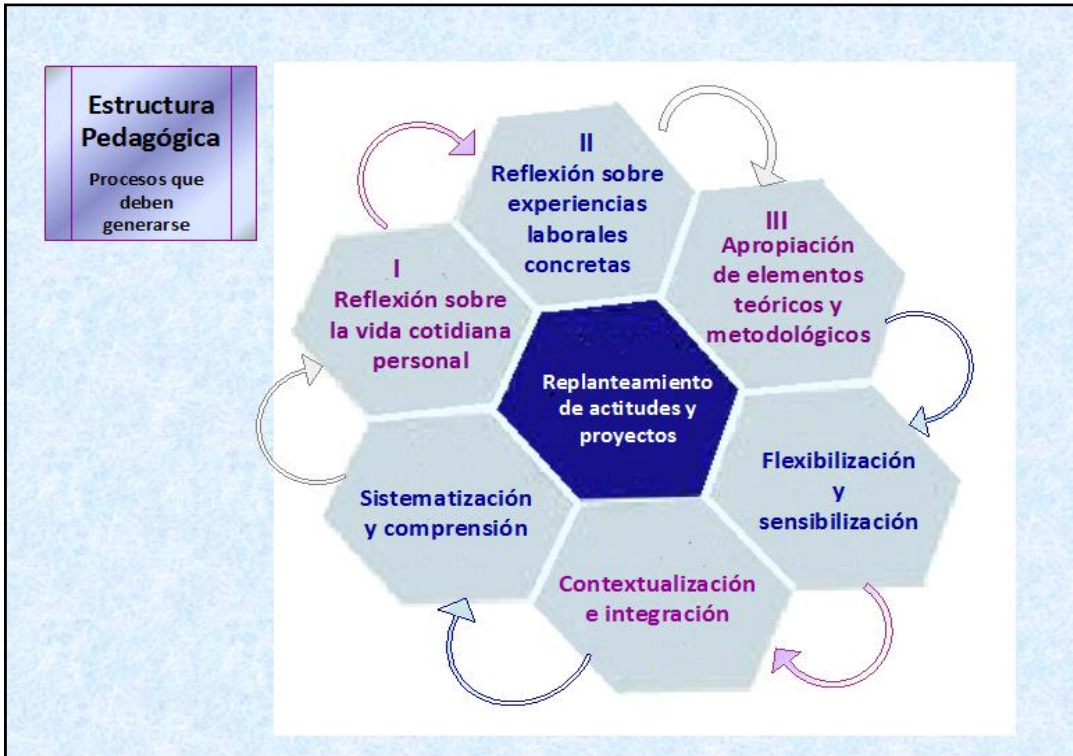 Estructura
Pedagógica
Procesos que
deben
generarse
I
Reflexión sobre
la vida cotidiana
personal
II
Reflexión sobre
experiencias
laborales
concretas
III
Apropiación
de elementos
teóricos y
metodológicos
Replanteamiento
de actitudes y
proyectos
Flexibilización
y
sensibilización
Contextualización
e integración
Sistematización
y comprensión